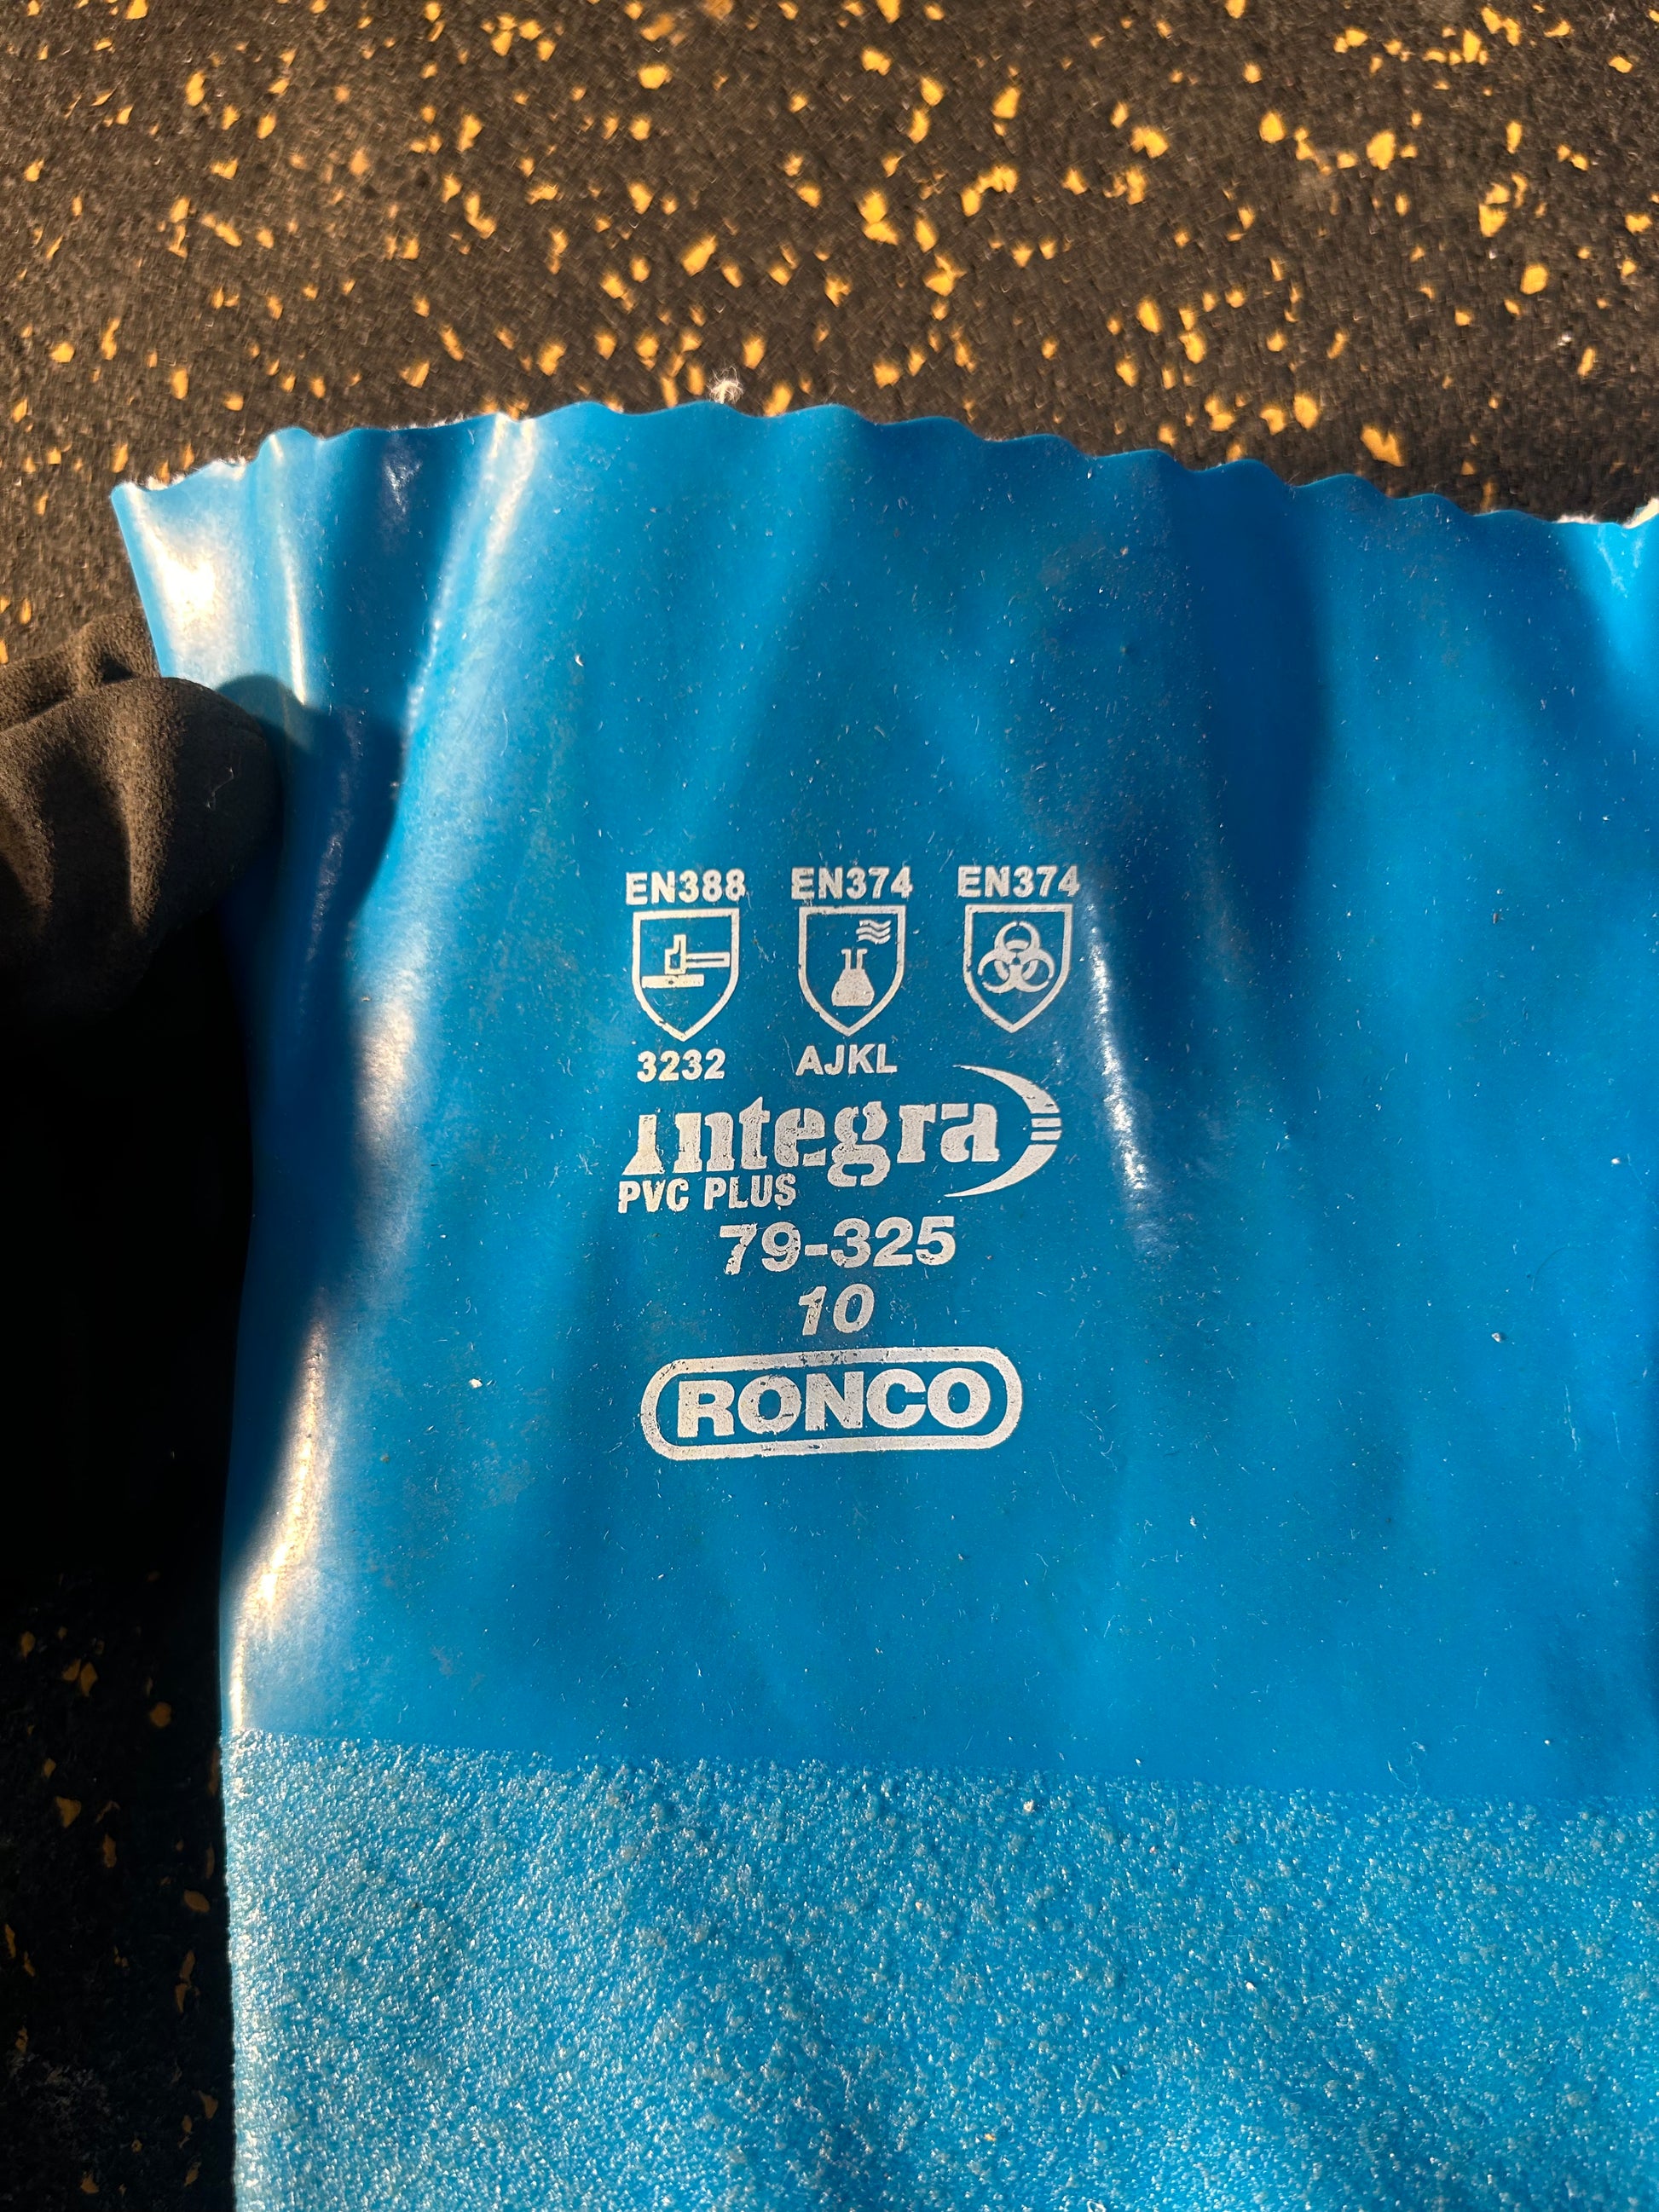 EN388 EN374 EN374
3232 AJKL
Integra
PVC PLUS
79-325
10
RONCO